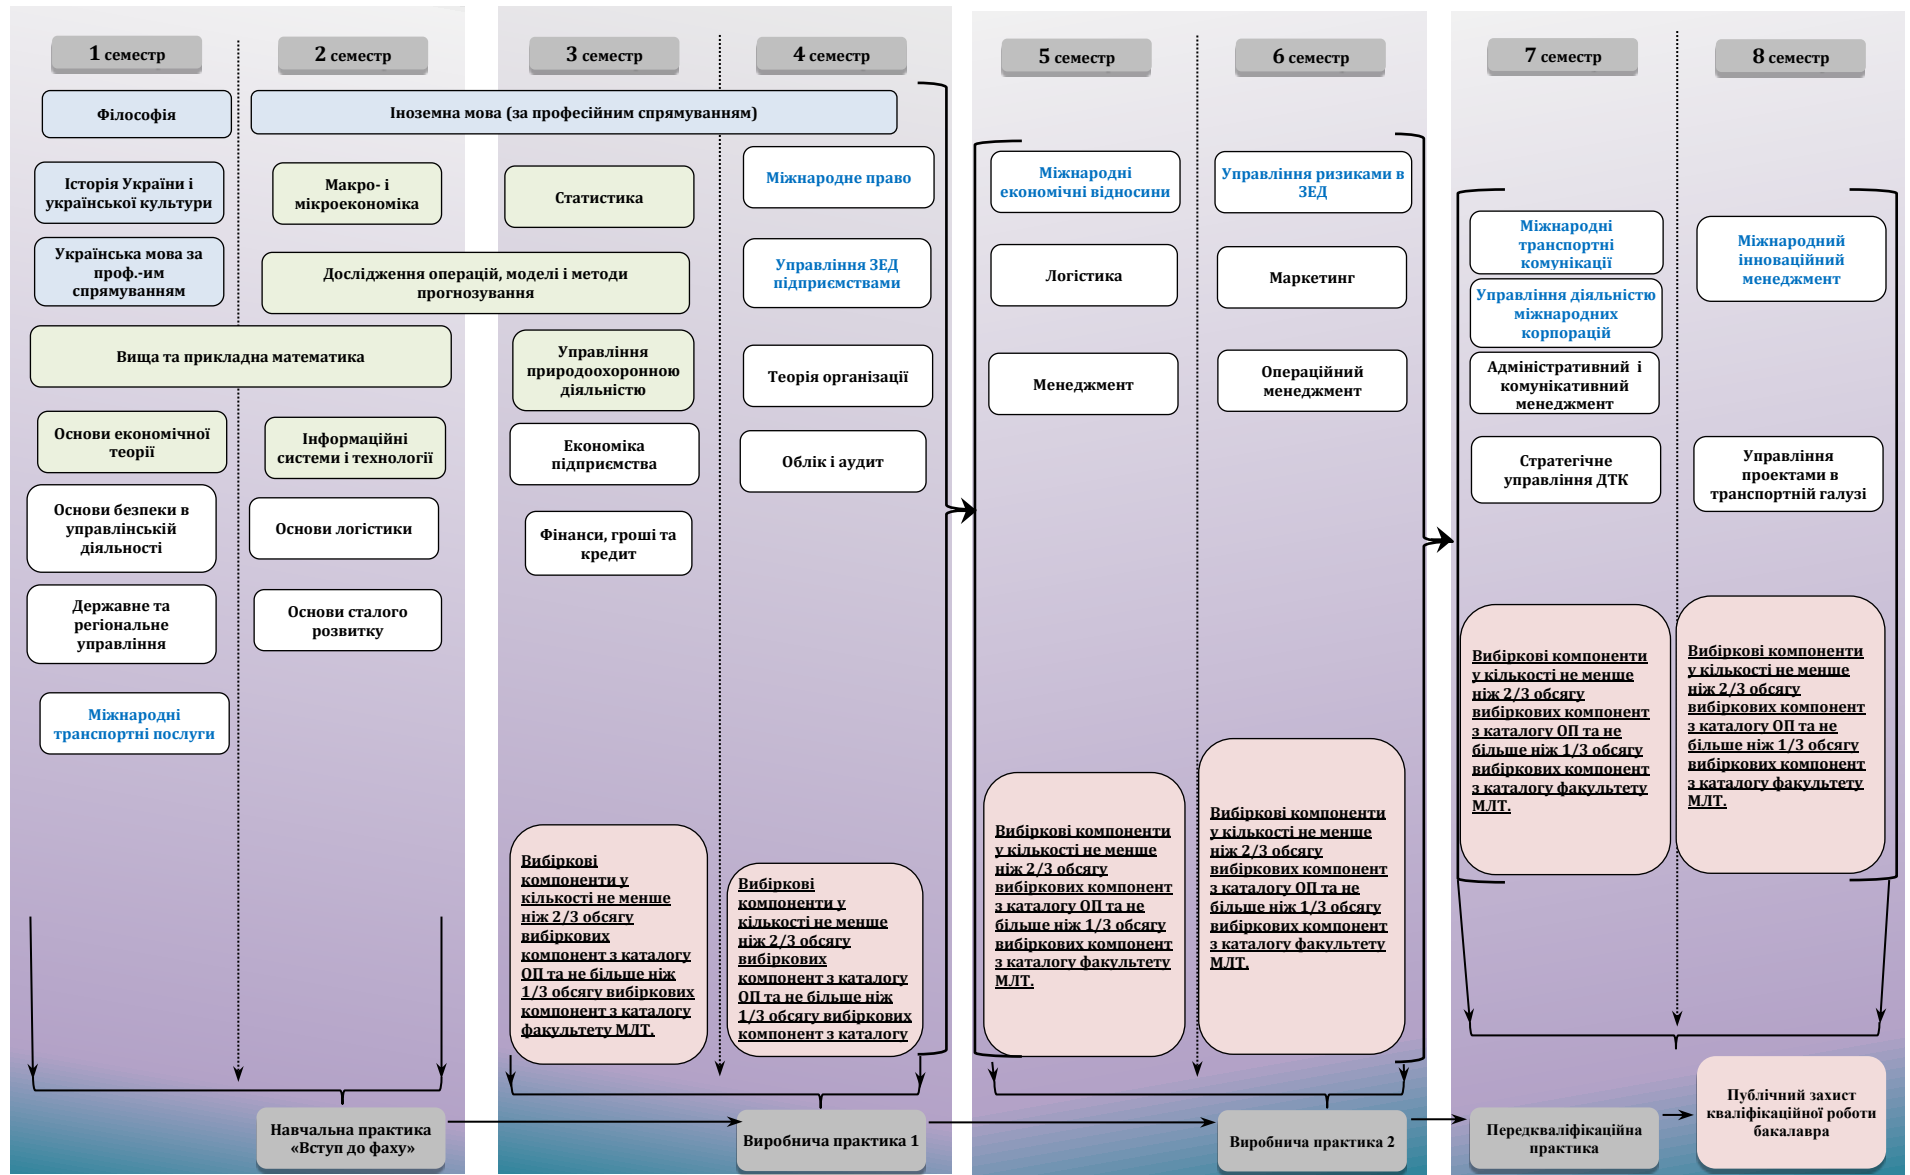 1 семестр
2 семестр
3 семестр
4 семестр
5 семестр
6 семестр
7 семестр
8 семестр
Філософія
Іноземна мова (за професійним спрямуванням)
Історія України і
української культури
Українська мова за
проф.-им
спрямуванням
Вища та прикладна математика
Основи економічної
теорії
Основи безпеки в
управлінській
діяльності
Державне та
регіональне
управління
Міжнародні
транспортні послуги
Макро- і
мікроекономіка
Дослідження операцій, моделі і методи
прогнозування
Інформаційні
системи і технології
Основи логістики
Основи сталого
розвитку
Статистика
Управління
природоохоронною
діяльністю
Економіка
підприємства
Фінанси, гроші та
кредит
Вибіркові
компоненти у
кількості не менше
ніж 2/3 обсягу
вибіркових
компонент з каталогу
ОП та не більше ніж
1/3 обсягу вибіркових
компонент з каталогу
факультету МЛТ.
Міжнародне право
Управління ЗЕД
підприємствами
Теорія організації
Облік і аудит
Вибіркові
компоненти у
кількості не менше
ніж 2/3 обсягу
вибіркових
компонент з каталогу
ОП та не більше ніж
1/3 обсягу вибіркових
компонент з каталогу
Міжнародні
економічні відносини
Логістика
Менеджмент
Вибіркові компоненти
у кількості не менше
ніж 2/3 обсягу
вибіркових компонент
з каталогу ОП та не
більше ніж 1/3 обсягу
вибіркових компонент
з каталогу факультету
МЛТ.
Управління ризиками в
ЗЕД
Маркетинг
Операційний
менеджмент
Вибіркові компоненти
у кількості не менше
ніж 2/3 обсягу
вибіркових компонент
з каталогу ОП та не
більше ніж 1/3 обсягу
вибіркових компонент
з каталогу факультету
МЛТ.
Міжнародні
транспортні
комунікації
Управління діяльністю
міжнародних
корпорацій
Адміністративний і
комунікативний
менеджмент
Стратегічне
управління ДТК
Вибіркові компоненти
у кількості не менше
ніж 2/3 обсягу
вибіркових компонент
з каталогу ОП та не
більше ніж 1/3 обсягу
вибіркових компонент
з каталогу факультету
МЛТ.
Міжнародний
інноваційний
менеджмент
Управління
проектами в
транспортній галузі
Вибіркові компоненти
у кількості не менше
ніж 2/3 обсягу
вибіркових компонент
з каталогу ОП та не
більше ніж 1/3 обсягу
вибіркових компонент
з каталогу факультету
МЛТ.
Навчальна практика
«Вступ до фаху»
Виробнича практика 1
Виробнича практика 2
Передкваліфікаційна
практика
Публічний захист
кваліфікаційної роботи
бакалавра